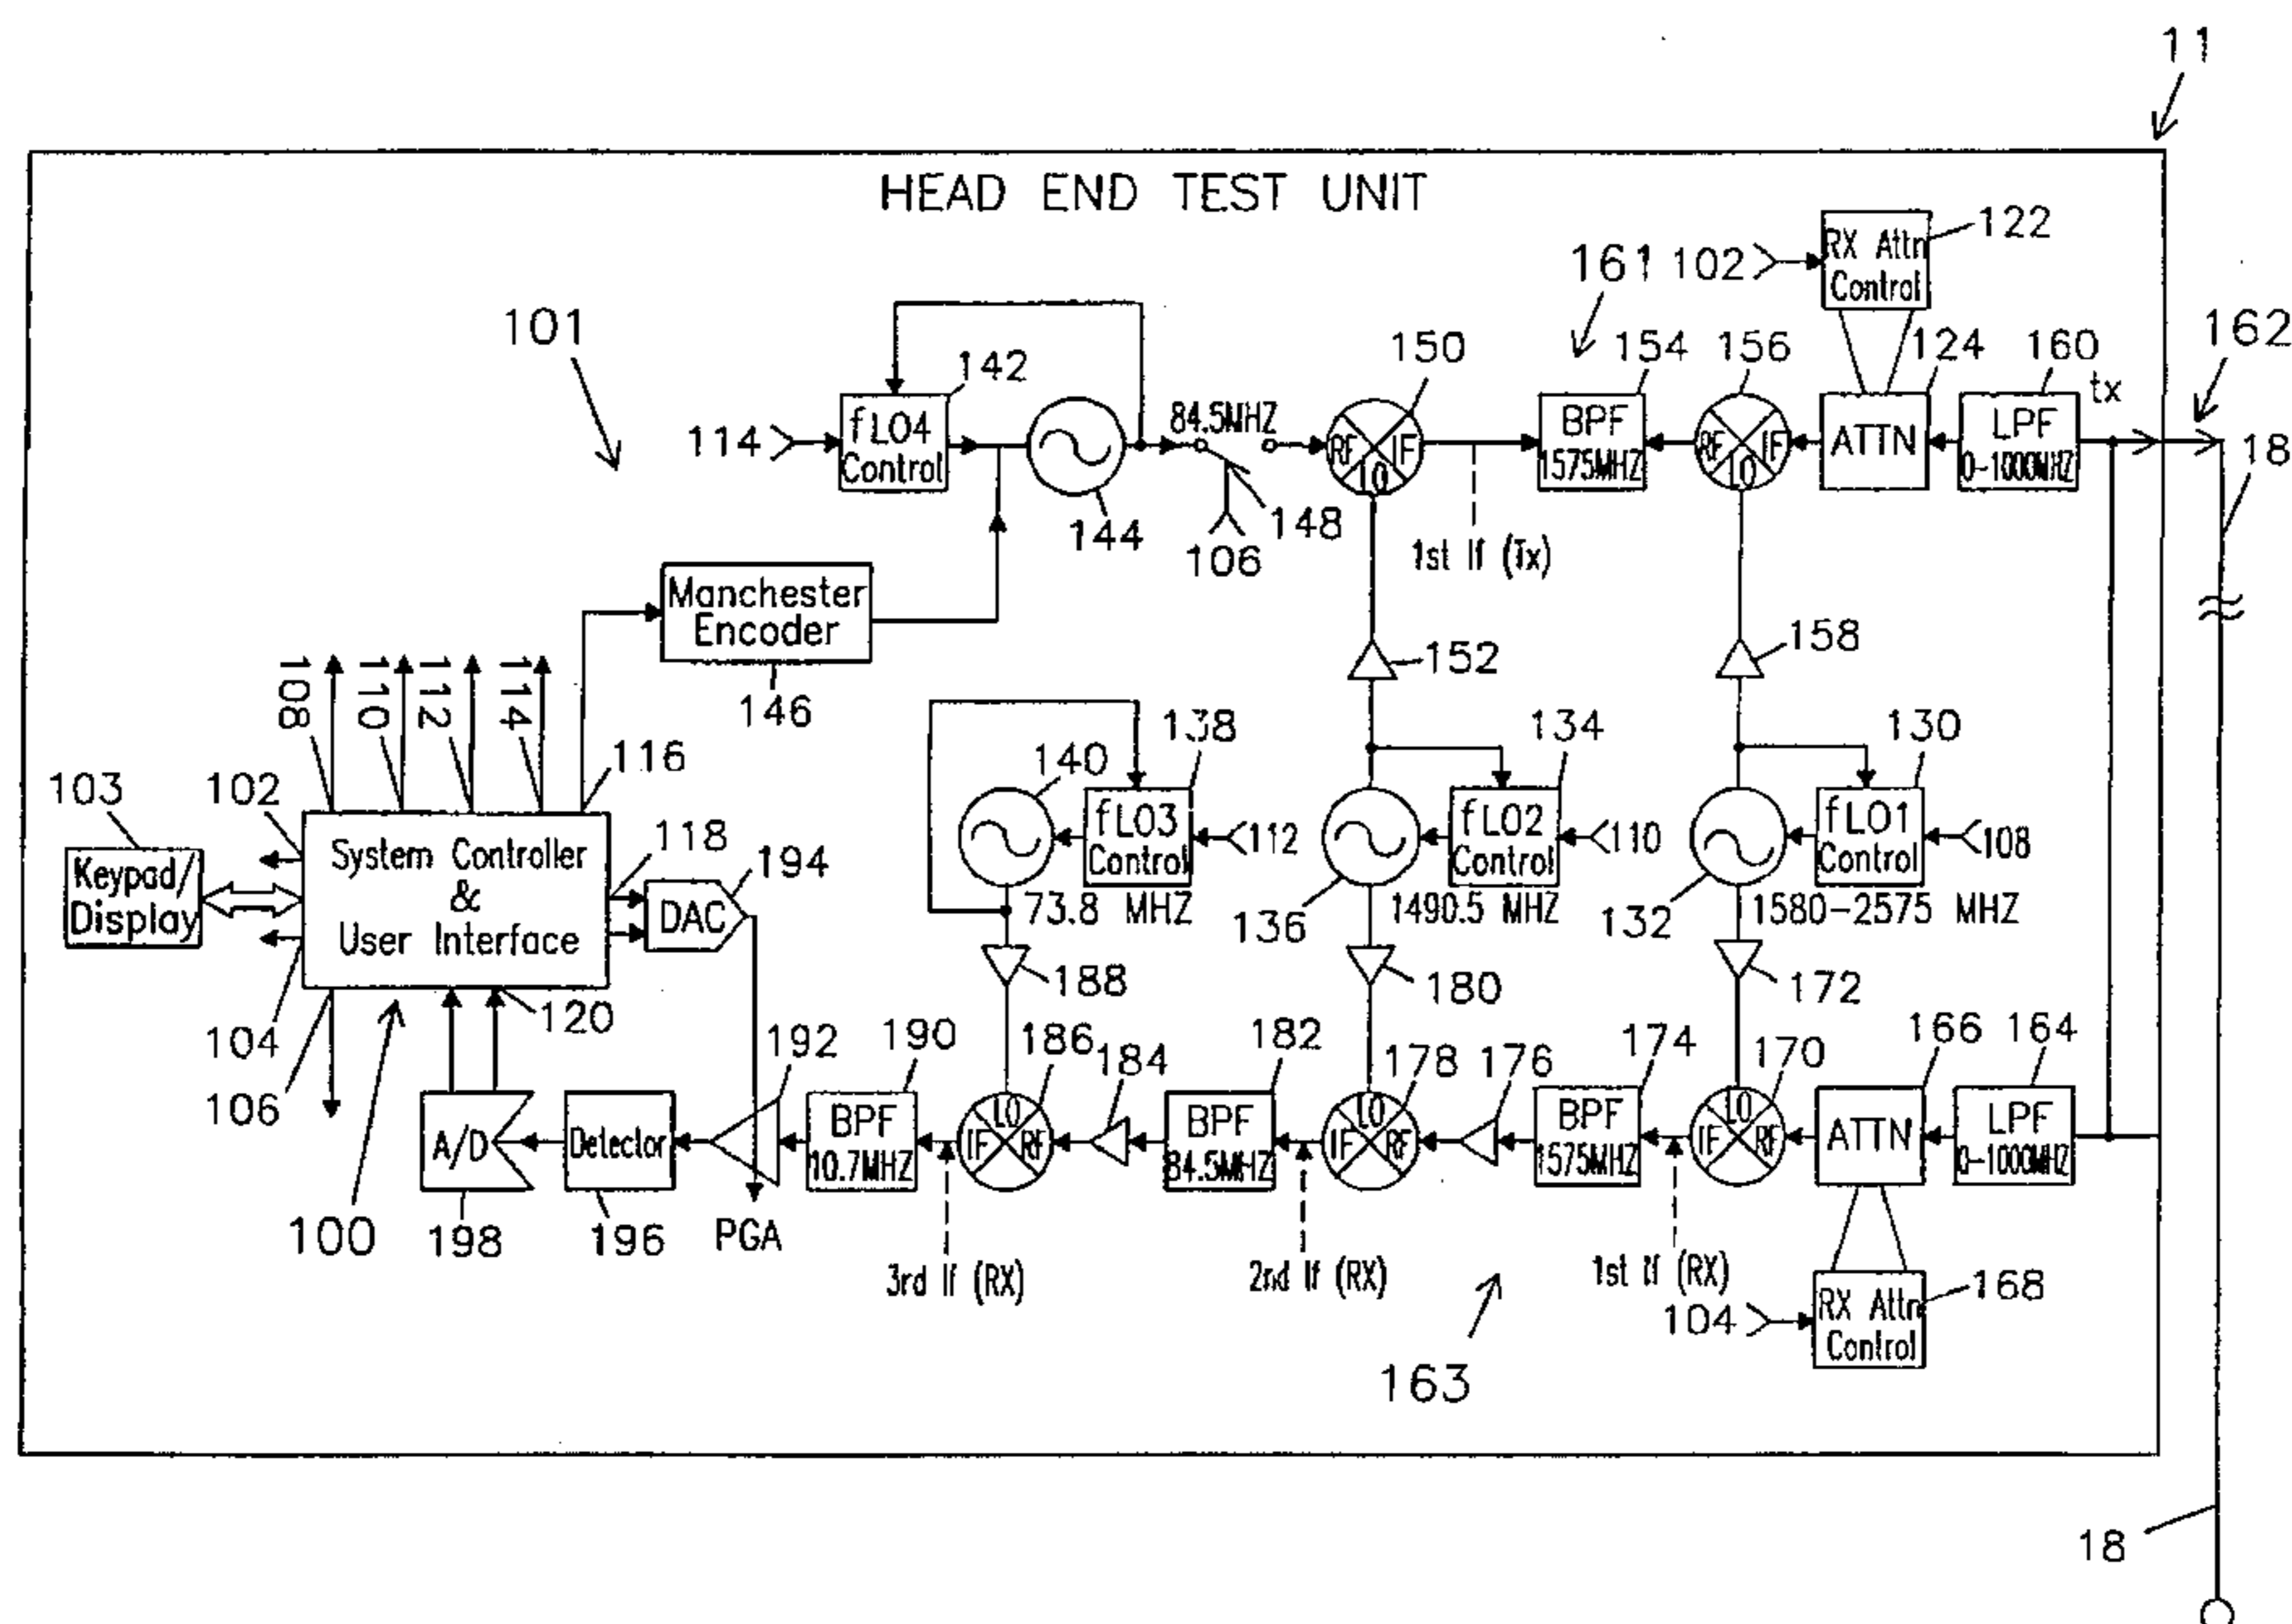 11
HEAD END TEST UNIT
RX Attn
Control
122
102
161
162
101
142
150
154
156
124
160
tx
18
114
fLO4
Control
84.5MHZ
RF
IF
LO
BPF
1575MHZ
RF
IF
LO
ATTN
LPF
0-1000MHZ
144
106
148
1st If (Tx)
Manchester
Encoder
146
152
158
108
110
112
114
116
138
134
130
140
103
102
118
194
Keypad/
Display
System Controller
&
User Interface
DAC
fLO3
Control
112
73.8 MHZ
136
fLO2
Control
110
1490.5 MHZ
132
fLO1
Control
108
1580-2575 MHZ
188
180
172
104
106
120
100
192
190
186
184
182
178
176
174
170
166
164
A/D
Detector
BPF
10.7MHZ
LO
IF
RF
BPF
84.5MHZ
LO
IF
RF
BPF
1575MHZ
LO
IF
RF
ATTN
LPF
0-1000MHZ
198
196
PGA
3rd If (RX)
2nd If (RX)
1st If (RX)
104
RX Attn
Control
168
163
18